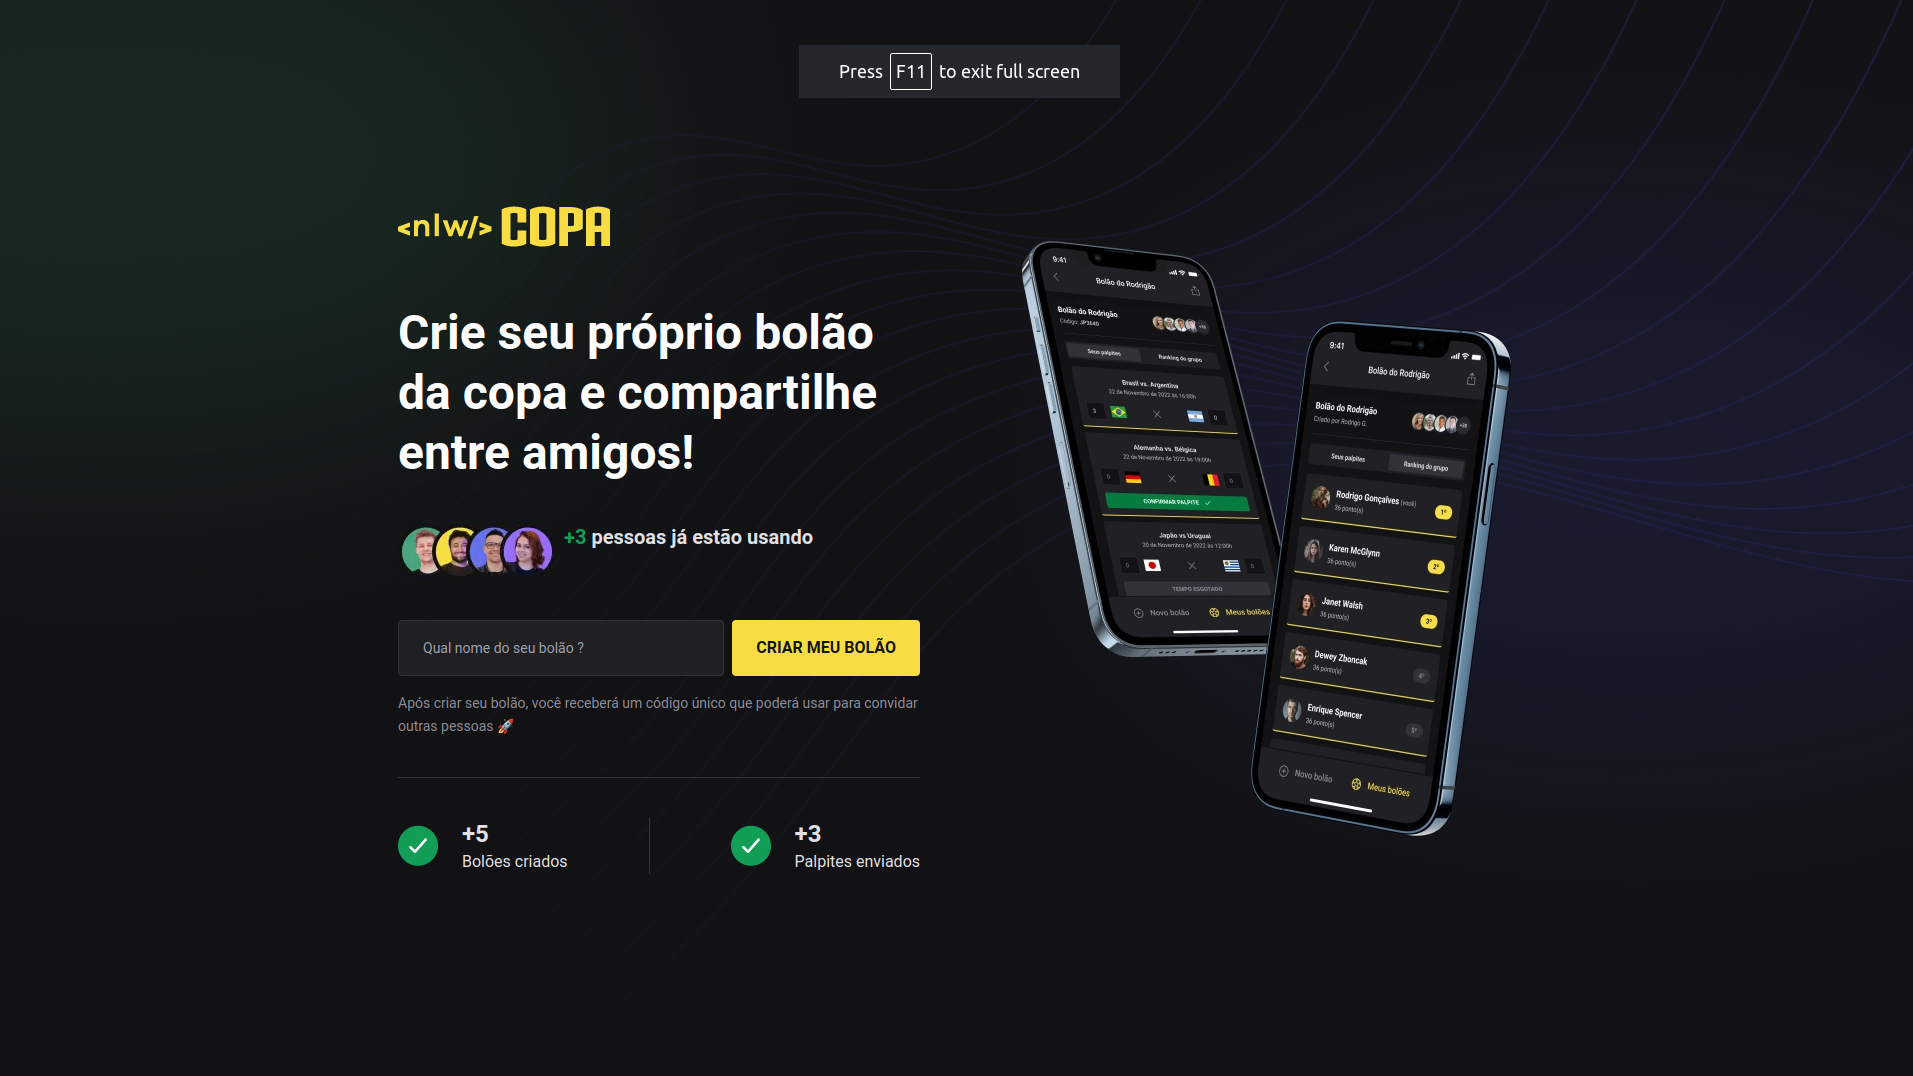 Press F11 to exit full screen
<nlw/> COPA
Crie seu próprio bolão
da copa e compartilhe
entre amigos!
+3 pessoas já estão usando
Qual nome do seu bolão ?
CRIAR MEU BOLÃO
Após criar seu bolão, você receberá um código único que poderá usar para convidar
outras pessoas 🚀
+5
Bolões criados
+3
Palpites enviados
9:41
Bolão do Rodrigão
Bolão do Rodrigão
Código: JP3646
Seus palpites
Ranking do grupo
Brasil vs. Argentina
22 de Novembro de 2022 às 16:00h
0
Alemanha vs. Bélgica
22 de Novembro de 2022 às 19:00h
0
0
CONFIRMAR PALPITE
Japão vs Uruguai
20 de Novembro de 2022 às 12:00h
0
0
TEMPO ESGOTADO
Novo bolão
Meus bolões
9:41
Bolão do Rodrigão
Bolão do Rodrigão
Criado por Rodrigo G.
Seus palpites
Ranking do grupo
Rodrigo Gonçalves (você)
36 ponto(s)
1º
Karen McGlynn
36 ponto(s)
2º
Janet Walsh
36 ponto(s)
3º
Dewey Zboncak
36 ponto(s)
4º
Enrique Spencer
36 ponto(s)
5º
Novo bolão
Meus bolões